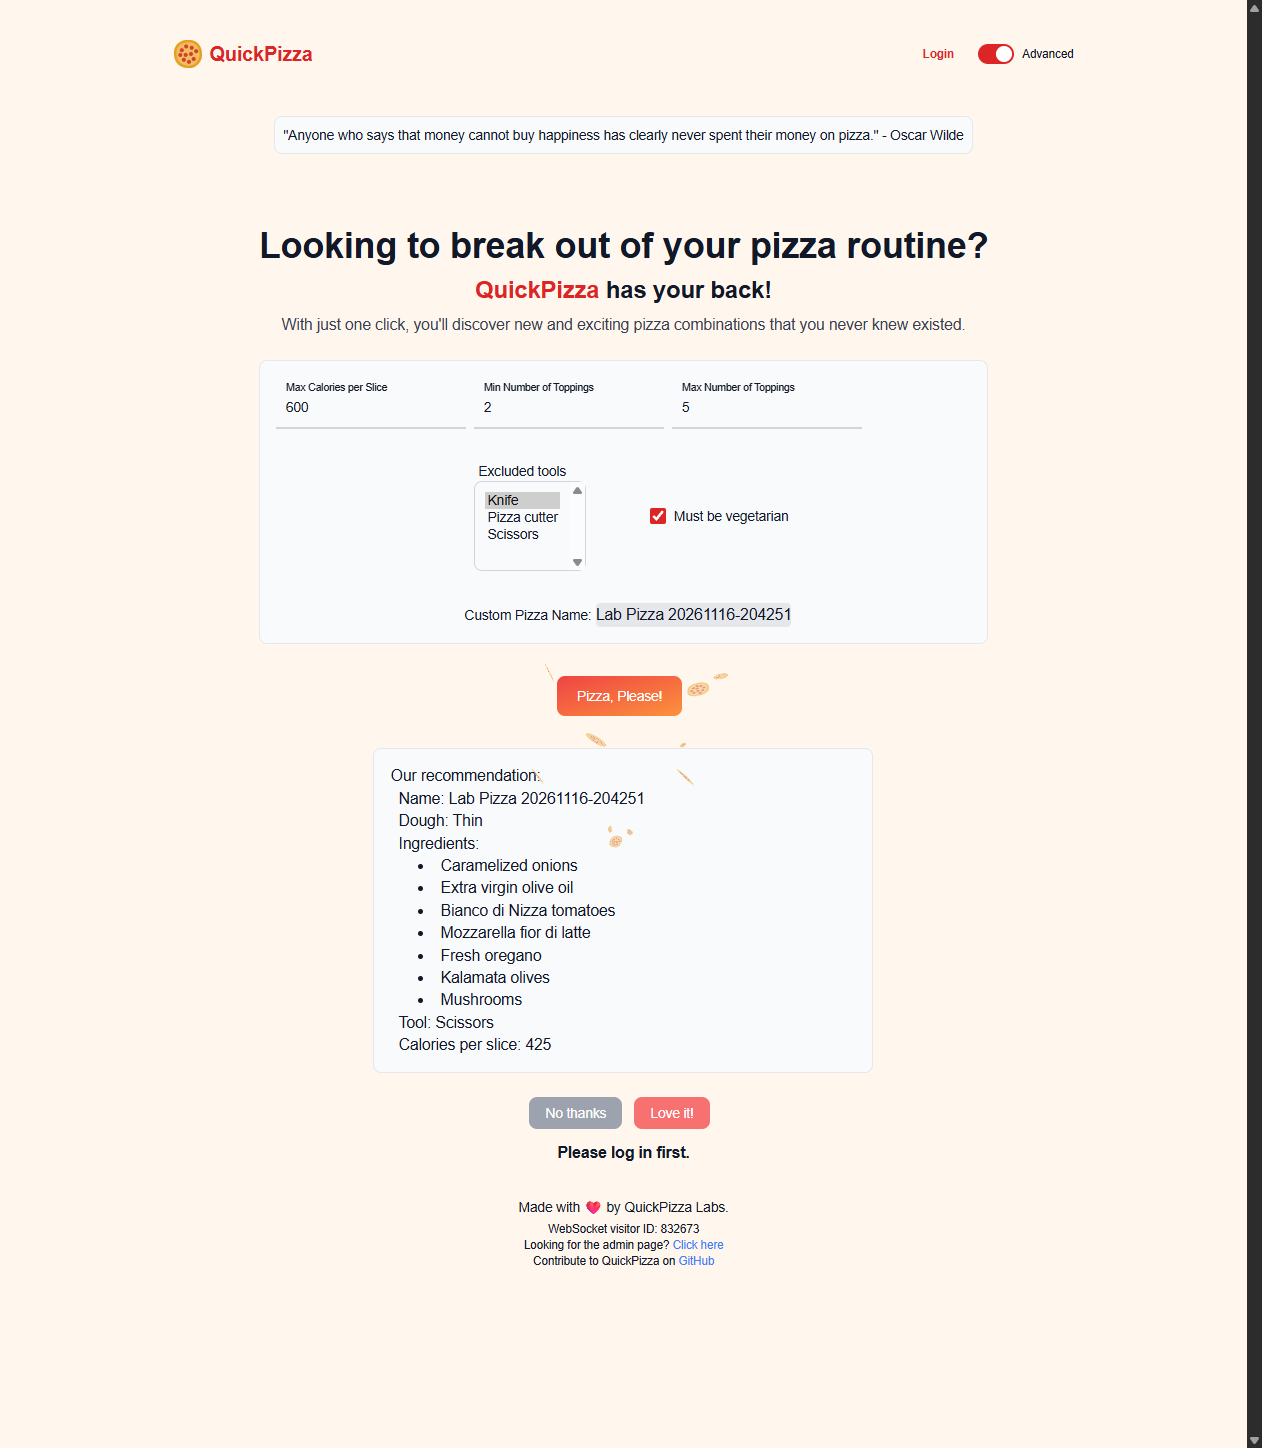 QuickPizza
Login
Advanced
"Anyone who says that money cannot buy happiness has clearly never spent their money on pizza." - Oscar Wilde
Looking to break out of your pizza routine?
QuickPizza has your back!
With just one click, you'll discover new and exciting pizza combinations that you never knew existed.
Max Calories per Slice
600
Min Number of Toppings
2
Max Number of Toppings
5
Excluded tools
Knife
Pizza cutter
Scissors
Must be vegetarian
Custom Pizza Name: Lab Pizza 20261116-204251
Pizza, Please!
Our recommendation:
Name: Lab Pizza 20261116-204251
Dough: Thin
Ingredients:
• Caramelized onions
• Extra virgin olive oil
• Bianco di Nizza tomatoes
• Mozzarella fior di latte
• Fresh oregano
• Kalamata olives
• Mushrooms
Tool: Scissors
Calories per slice: 425
No thanks
Love it!
Please log in first.
Made with ❤️ by QuickPizza Labs.
WebSocket visitor ID: 832673
Looking for the admin page? Click here
Contribute to QuickPizza on GitHub